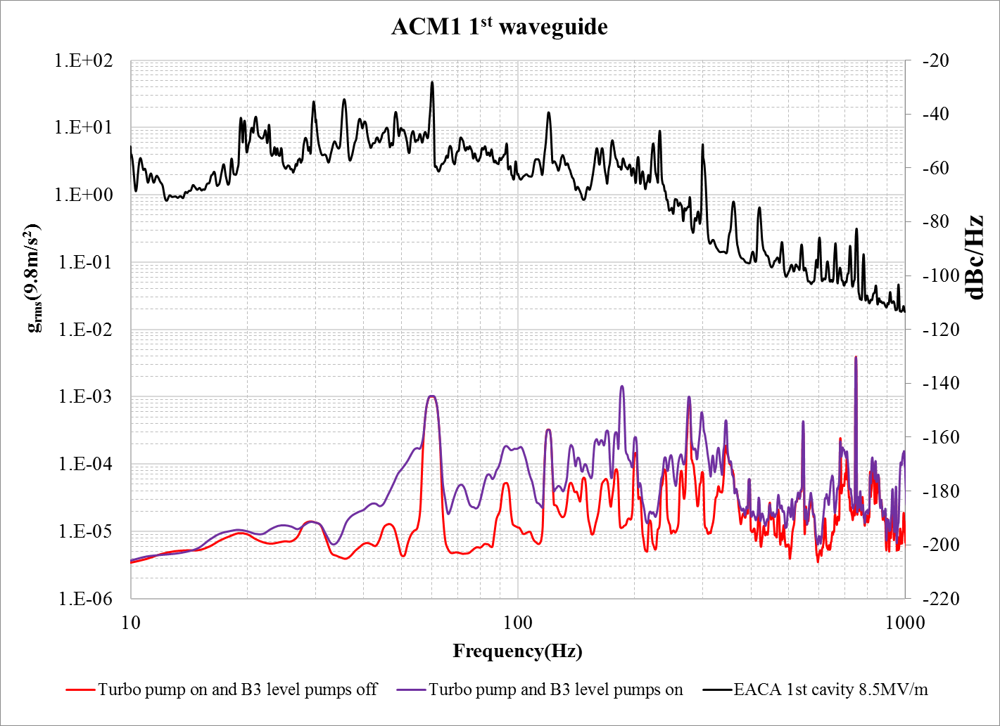 ACM1 1st waveguide
1.E+02
1.E+01
1.E+00
1.E-01
1.E-02
1.E-03
1.E-04
1.E-05
1.E-06
grms(9.8m/s²)
-20
-40
-60
-80
-100
-120
-140
-160
-180
-200
-220
dBc/Hz
10 100 1000
Frequency(Hz)
Turbo pump on and B3 level pumps off Turbo pump and B3 level pumps on EACA 1st cavity 8.5MV/m